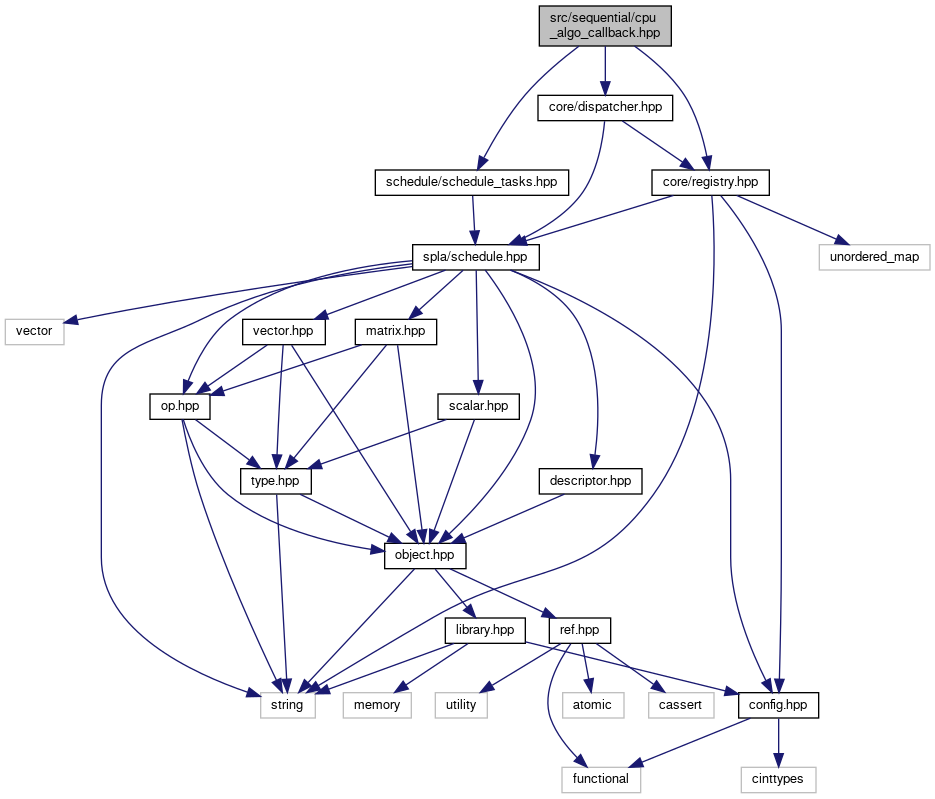 src/sequential/cpu
_algo_callback.hpp
core/dispatcher.hpp
schedule/schedule_tasks.hpp
core/registry.hpp
spla/schedule.hpp
unordered_map
vector
vector.hpp
matrix.hpp
op.hpp
scalar.hpp
type.hpp
descriptor.hpp
object.hpp
library.hpp
ref.hpp
string
memory
utility
atomic
cassert
config.hpp
functional
cinttypes